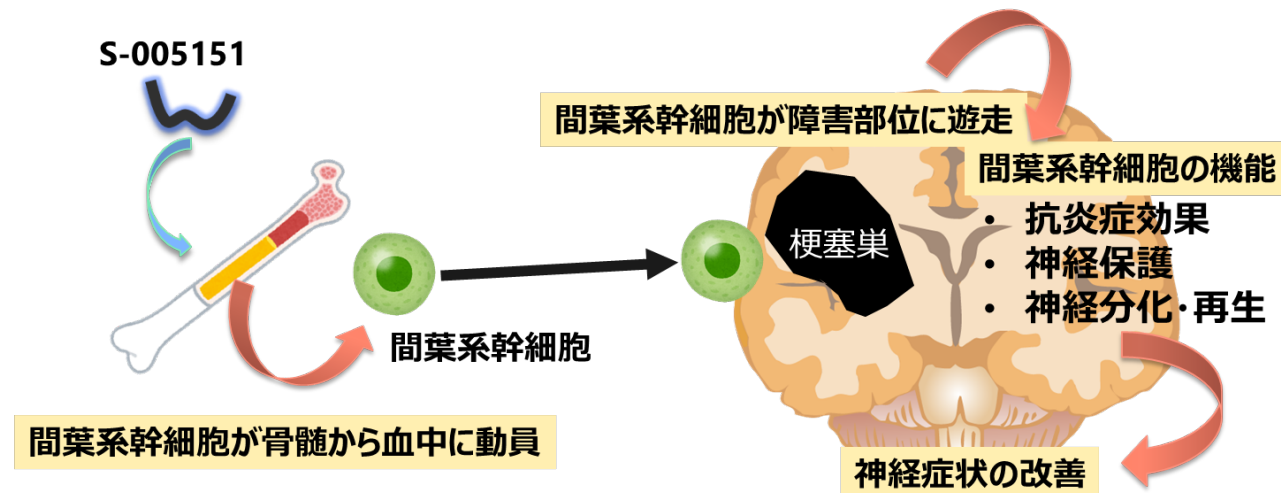 S-005151
間葉系幹細胞
間葉系幹細胞が骨髄から血中に動員
間葉系幹細胞が障害部位に遊走
梗塞巣
間葉系幹細胞の機能
・ 抗炎症効果
・ 神経保護
・ 神経分化・再生
神経症状の改善